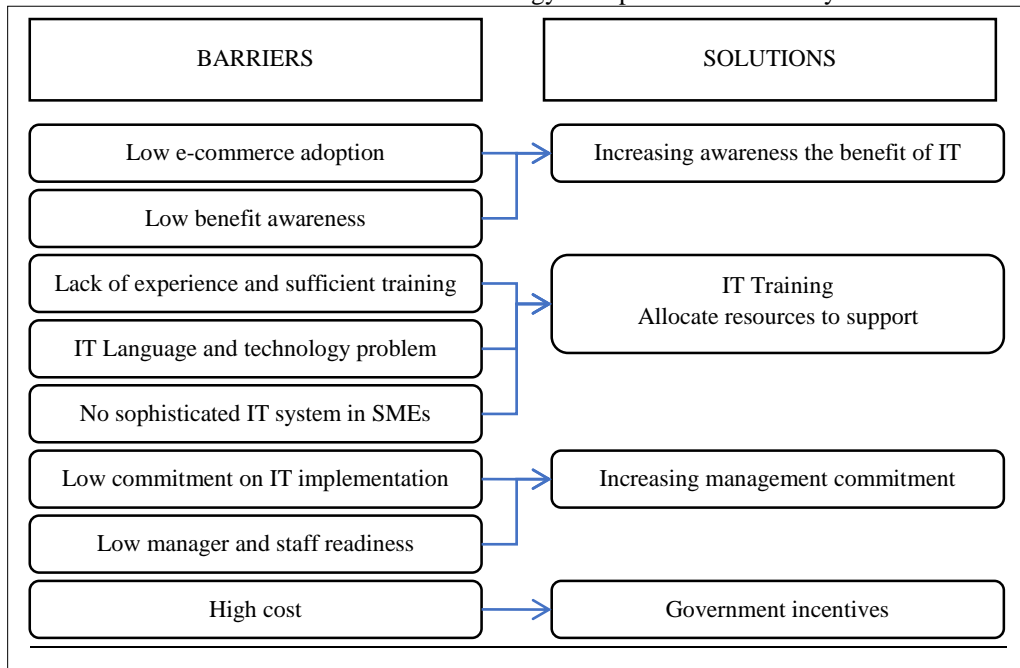 BARRIERS
SOLUTIONS
Low e-commerce adoption
Increasing awareness the benefit of IT
Low benefit awareness
Lack of experience and sufficient training
IT Training
Allocate resources to support
IT Language and technology problem
No sophisticated IT system in SMEs
Low commitment on IT implementation
Increasing management commitment
Low manager and staff readiness
High cost
Government incentives